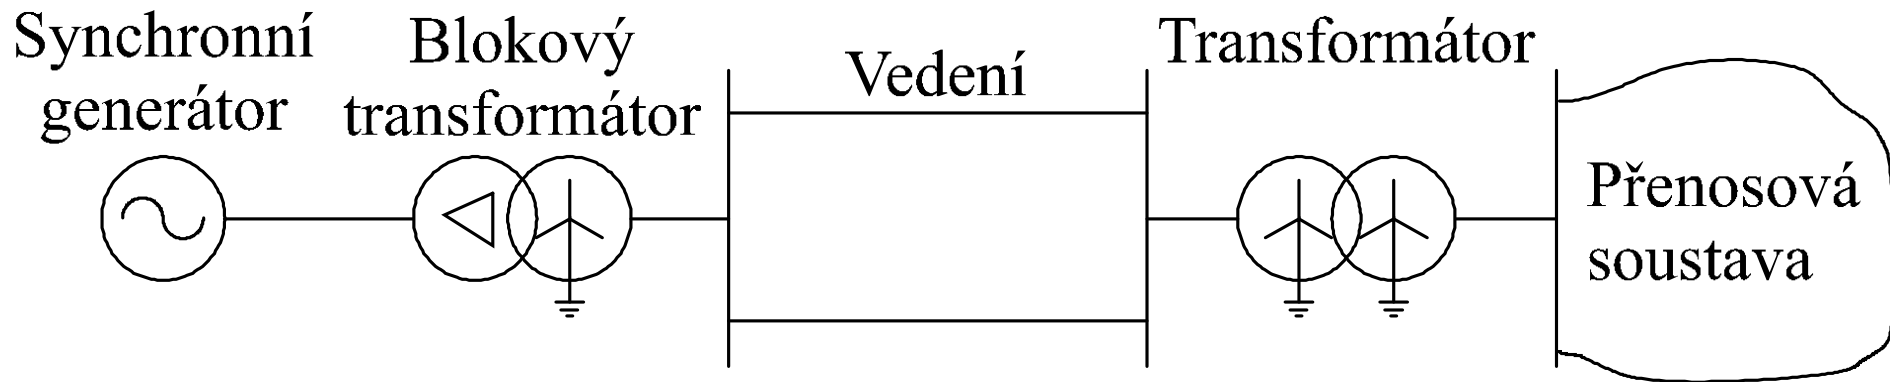 Synchronní
generátor
Blokový
transformátor
Vedení
Transformátor
Přenosová
soustava